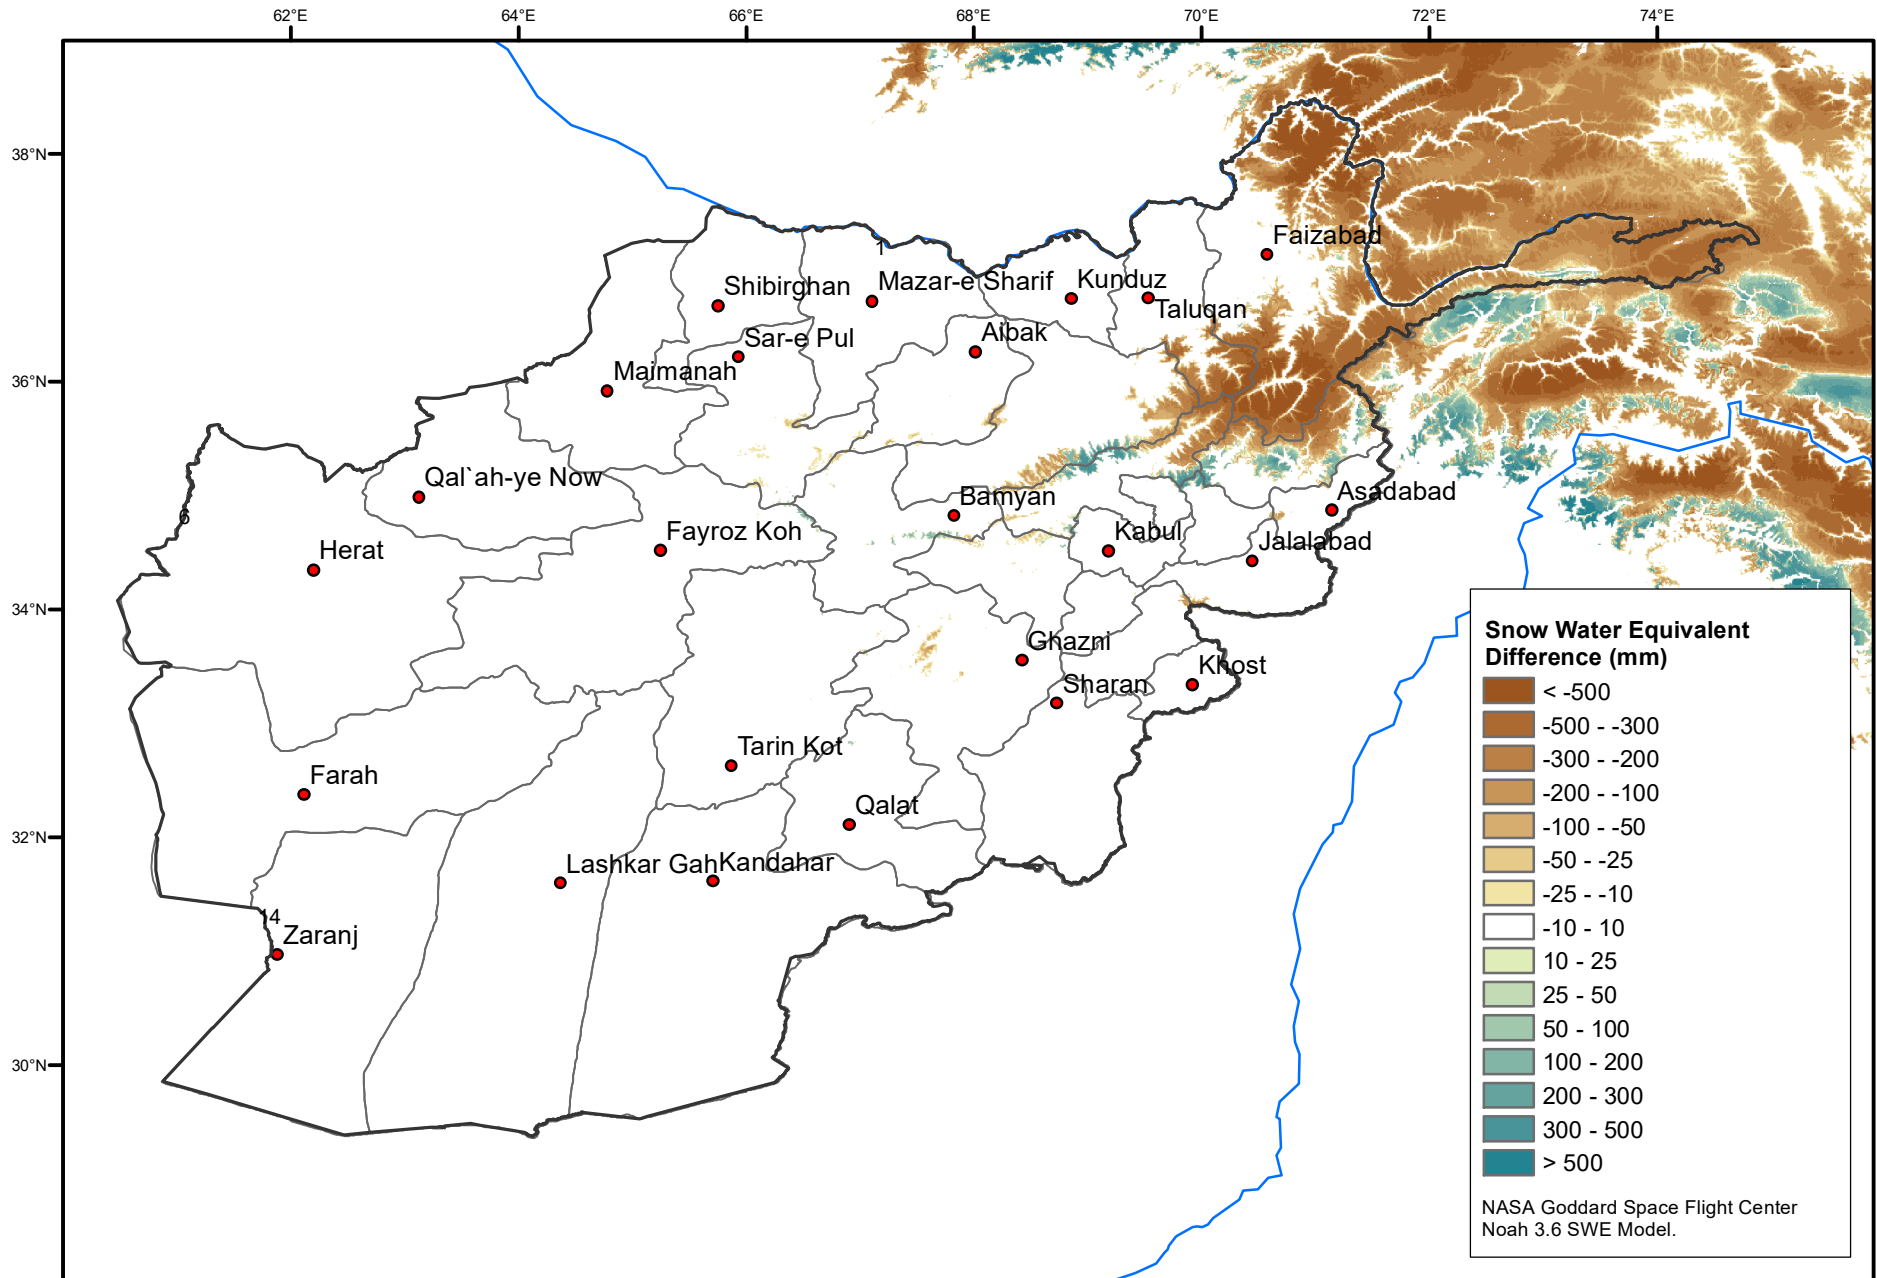 62°E
64°E
66°E
68°E
70°E
72°E
74°E
38°N
36°N
34°N
32°N
30°N
Faizabad
1
Shibirghan
Mazar-e Sharif
Kunduz
Taluqan
Sar-e Pul
Aibak
Maimanah
Qal`ah-ye Now
Bamyan
Asadabad
6
Herat
Fayroz Koh
Kabul
Jalalabad
Ghazni
Khost
Sharan
Farah
Tarin Kot
Qalat
Lashkar Gah
Kandahar
14
Zaranj
Snow Water Equivalent
Difference (mm)
< -500
-500 - -300
-300 - -200
-200 - -100
-100 - -50
-50 - -25
-25 - -10
-10 - 10
10 - 25
25 - 50
50 - 100
100 - 200
200 - 300
300 - 500
> 500
NASA Goddard Space Flight Center
Noah 3.6 SWE Model.